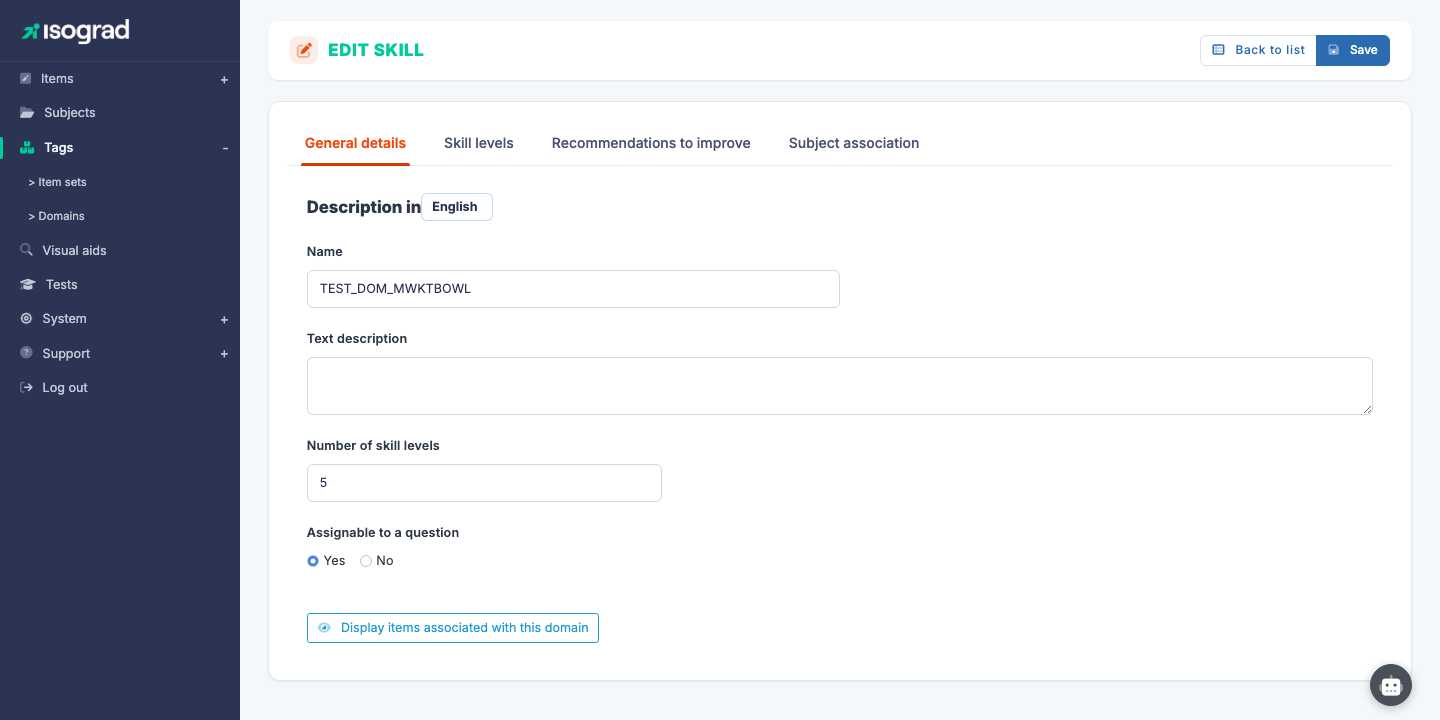 isograd
Items +
Subjects
Tags -
> Item sets
> Domains
Visual aids
Tests
System +
Support +
Log out
EDIT SKILL
Back to list
Save
General details
Skill levels
Recommendations to improve
Subject association
Description in English
Name
TEST_DOM_MWKTBOWL
Text description
Number of skill levels
5
Assignable to a question
Yes No
Display items associated with this domain